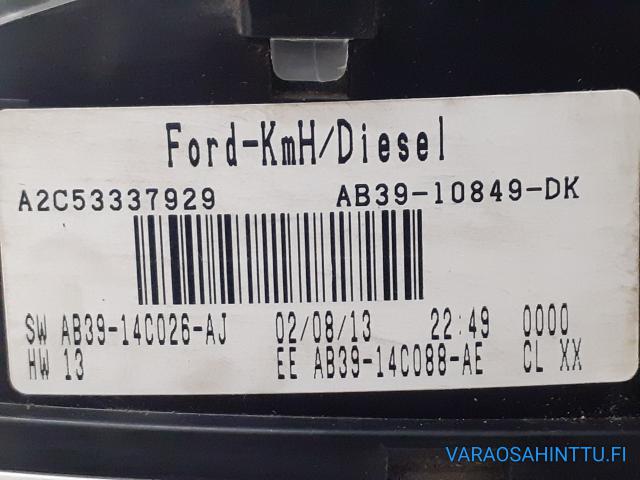 Ford-KmH/Diesel
A2C53337929 AB39-10849-DK
SW AB39-14C026-AJ 02/08/13 22:49 0000
HW 13 EE AB39-14C088-AE CL XX
VARAOSAHINTTU.FI